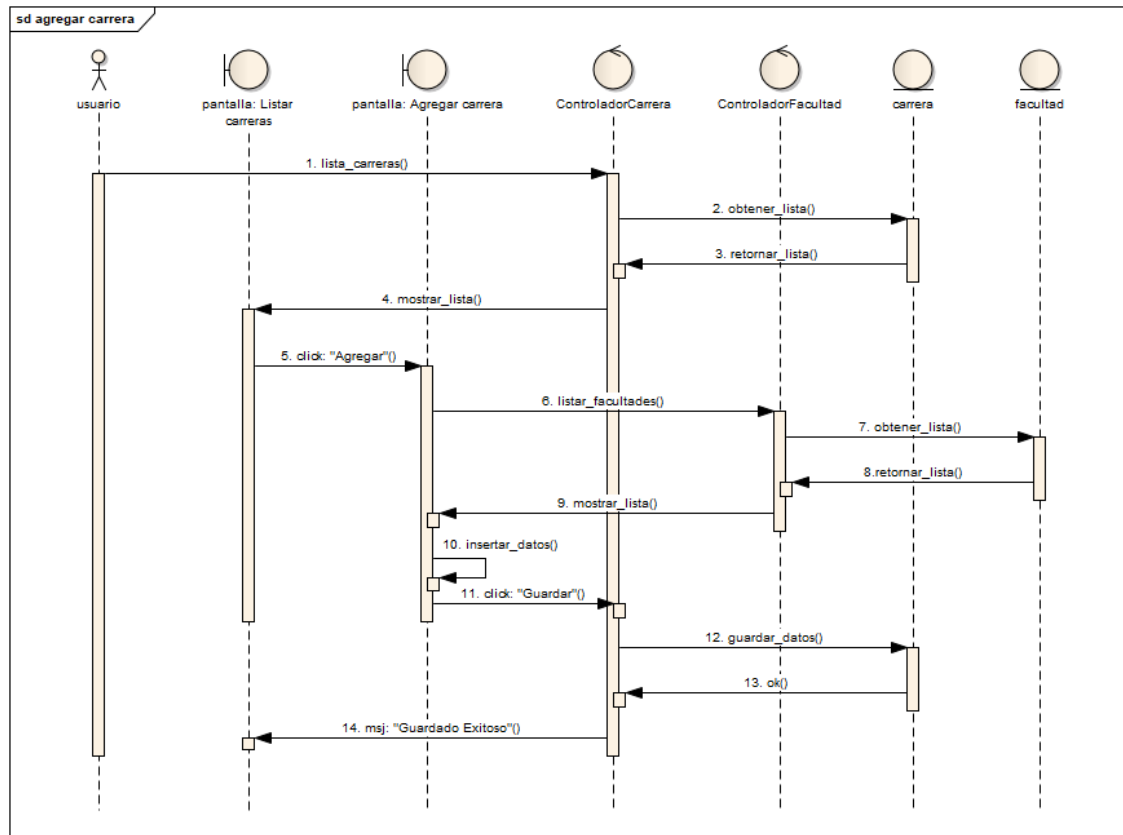 sd agregar carrera
usuario
pantalla: Listar
carreras
pantalla: Agregar carrera
ControladorCarrera
ControladorFacultad
carrera
facultad
1. lista_carreras()
2. obtener_lista()
3. retornar_lista()
4. mostrar_lista()
5. click: "Agregar"()
6. listar_facultades()
7. obtener_lista()
8.retornar_lista()
9. mostrar_lista()
10. insertar_datos()
11. click: "Guardar"()
12. guardar_datos()
13. ok()
14. msj: "Guardado Exitoso"()